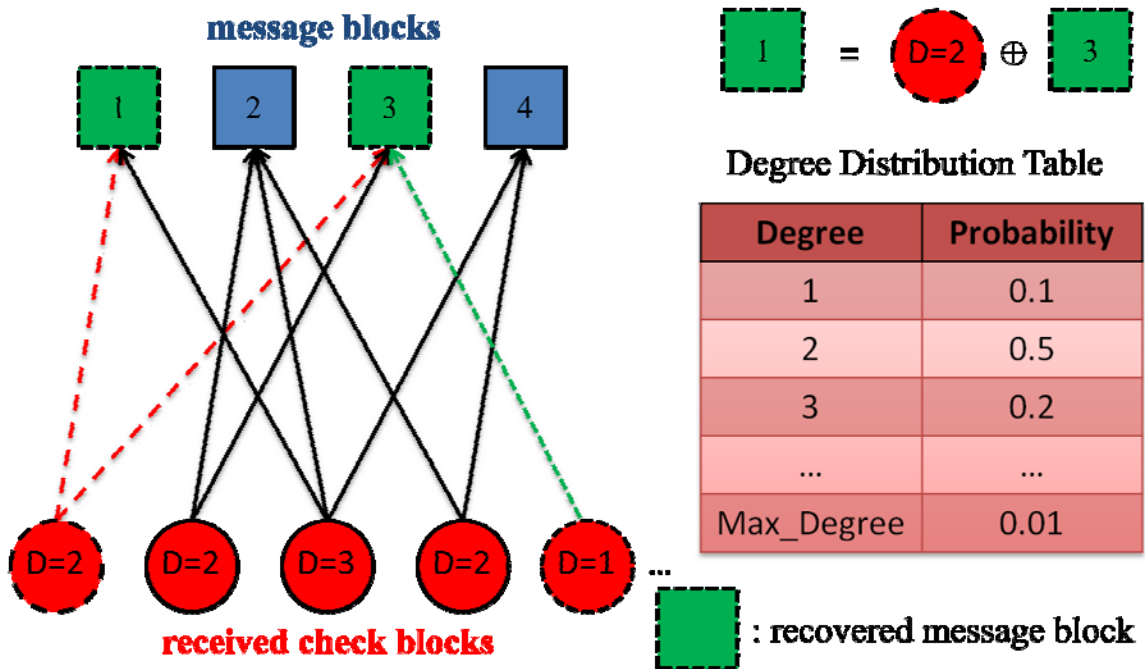 message blocks
1
2
3
4
1 = D=2 ⊕ 3
Degree Distribution Table
Degree Probability
1 0.1
2 0.5
3 0.2
... ...
Max_Degree 0.01
D=2
D=2
D=3
D=2
D=1
...
received check blocks
: recovered message block